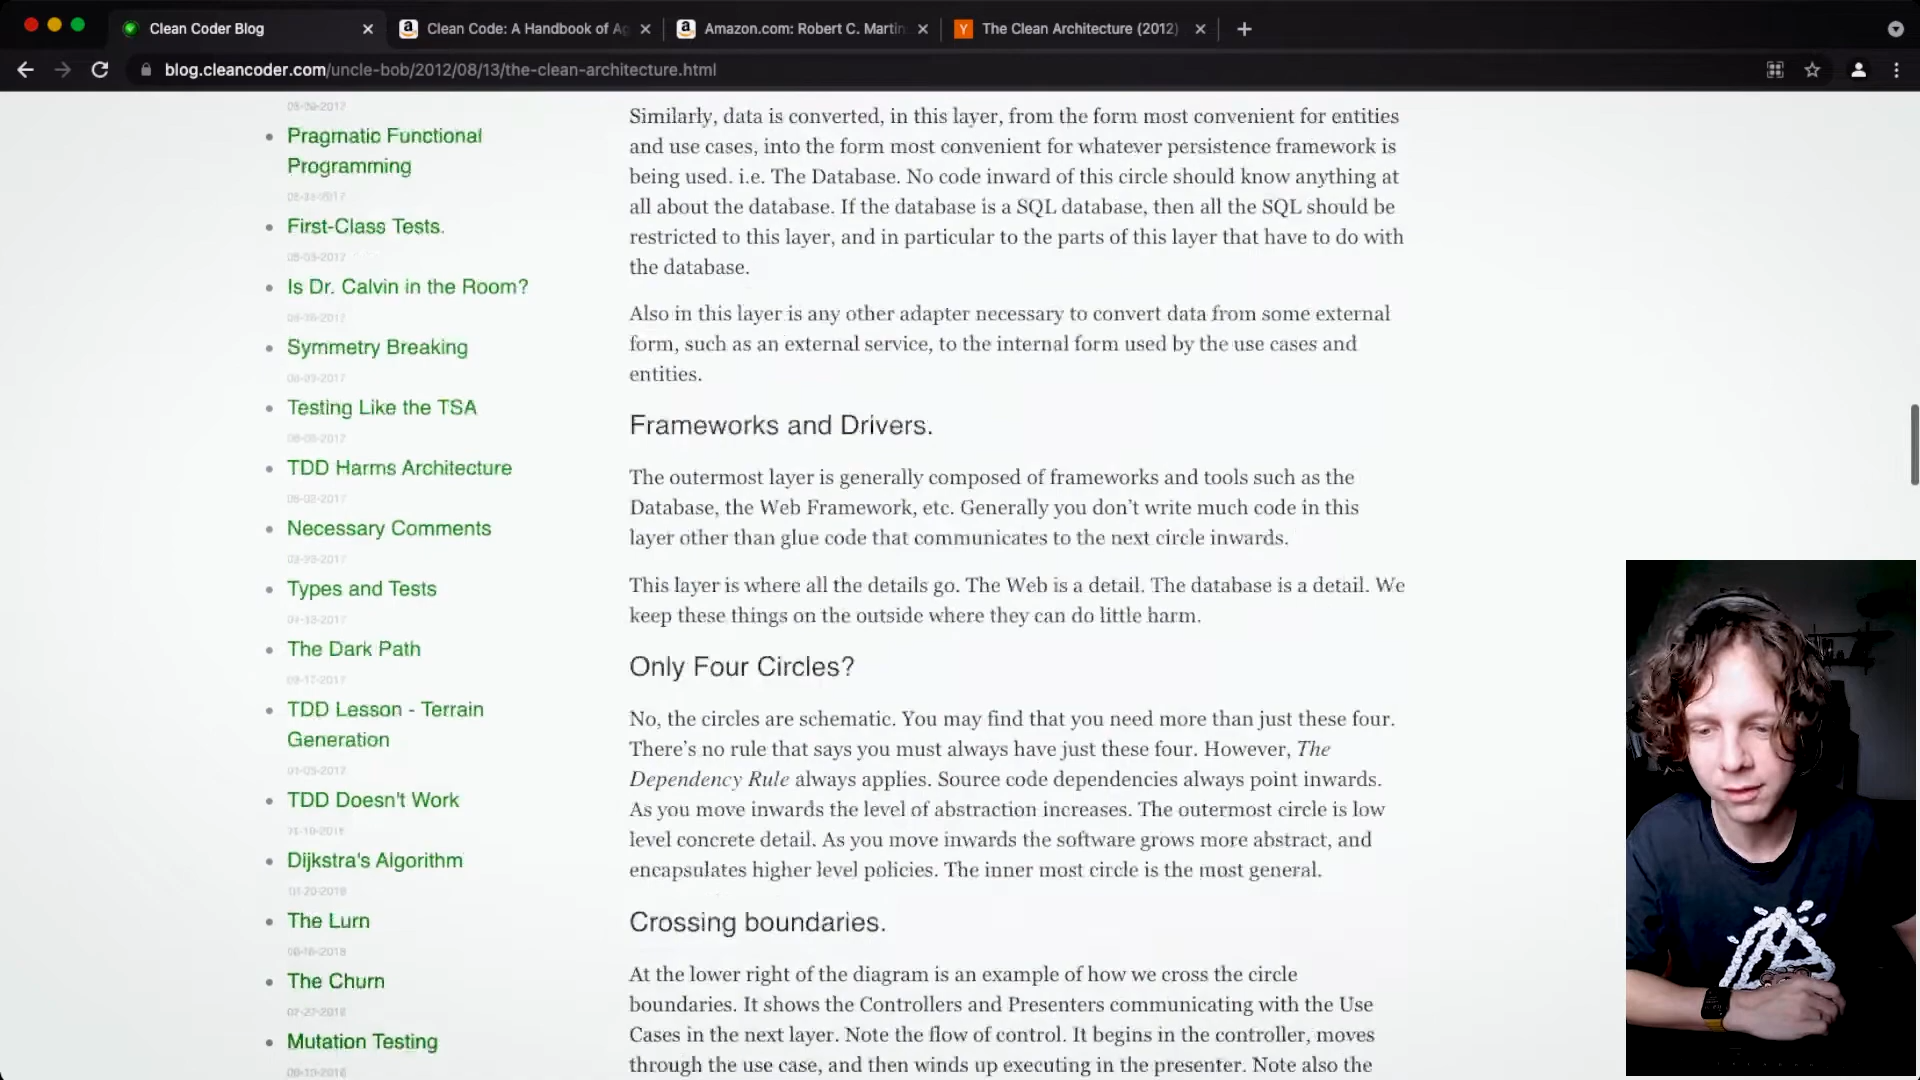 Clean Coder Blog
Clean Code: A Handbook of Ag
Amazon.com: Robert C. Martin
The Clean Architecture (2012)
blog.cleancoder.com/uncle-bob/2012/08/13/the-clean-architecture.html
Pragmatic Functional
Programming
First-Class Tests.
Is Dr. Calvin in the Room?
Symmetry Breaking
Testing Like the TSA
TDD Harms Architecture
Necessary Comments
Types and Tests
The Dark Path
TDD Lesson - Terrain
Generation
TDD Doesn't Work
Dijkstra's Algorithm
The Lurn
The Churn
Mutation Testing
Similarly, data is converted, in this layer, from the form most convenient for entities
and use cases, into the form most convenient for whatever persistence framework is
being used. i.e. The Database. No code inward of this circle should know anything at
all about the database. If the database is a SQL database, then all the SQL should be
restricted to this layer, and in particular to the parts of this layer that have to do with
the database.
Also in this layer is any other adapter necessary to convert data from some external
form, such as an external service, to the internal form used by the use cases and
entities.
Frameworks and Drivers.
The outermost layer is generally composed of frameworks and tools such as the
Database, the Web Framework, etc. Generally you don’t write much code in this
layer other than glue code that communicates to the next circle inwards.
This layer is where all the details go. The Web is a detail. The database is a detail. We
keep these things on the outside where they can do little harm.
Only Four Circles?
No, the circles are schematic. You may find that you need more than just these four.
There’s no rule that says you must always have just these four. However, The
Dependency Rule always applies. Source code dependencies always point inwards.
As you move inwards the level of abstraction increases. The outermost circle is low
level concrete detail. As you move inwards the software grows more abstract, and
encapsulates higher level policies. The inner most circle is the most general.
Crossing boundaries.
At the lower right of the diagram is an example of how we cross the circle
boundaries. It shows the Controllers and Presenters communicating with the Use
Cases in the next layer. Note the flow of control. It begins in the controller, moves
through the use case, and then winds up executing in the presenter. Note also the